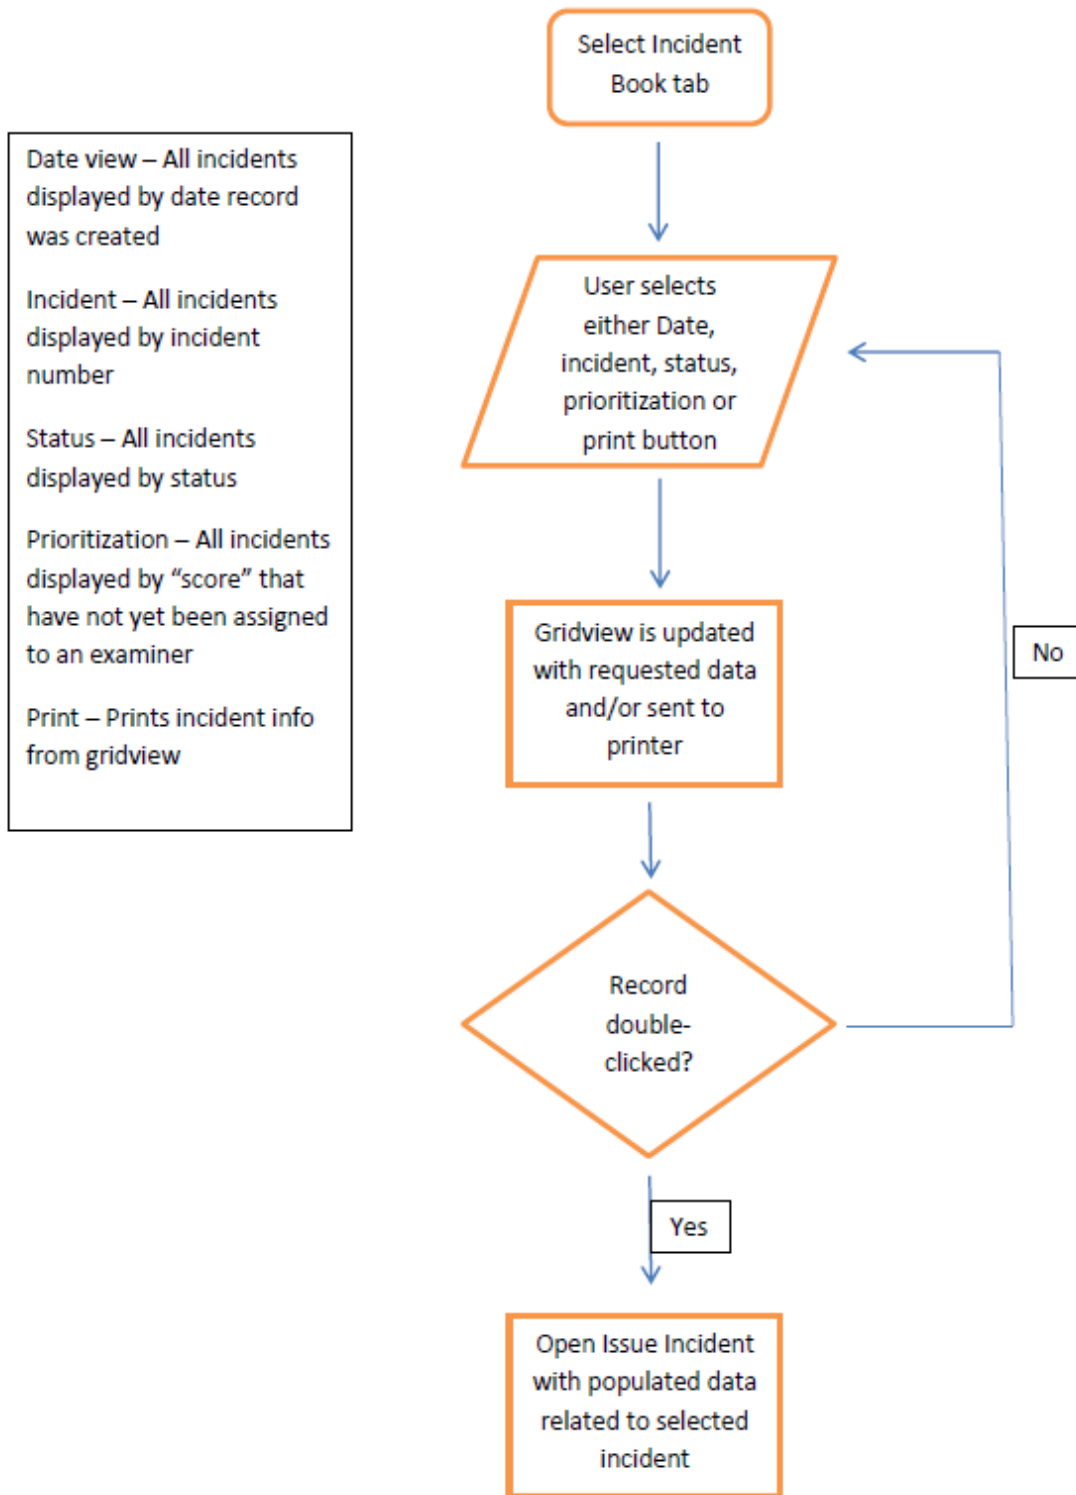 Select Incident
Book tab
Date view – All incidents
displayed by date record
was created
Incident – All incidents
displayed by incident
number
Status – All incidents
displayed by status
Prioritization – All incidents
displayed by “score” that
have not yet been assigned
to an examiner
Print – Prints incident info
from gridview
User selects
either Date,
incident, status,
prioritization or
print button
Gridview is updated
with requested data
and/or sent to
printer
No
Record
double-
clicked?
Yes
Open Issue Incident
with populated data
related to selected
incident